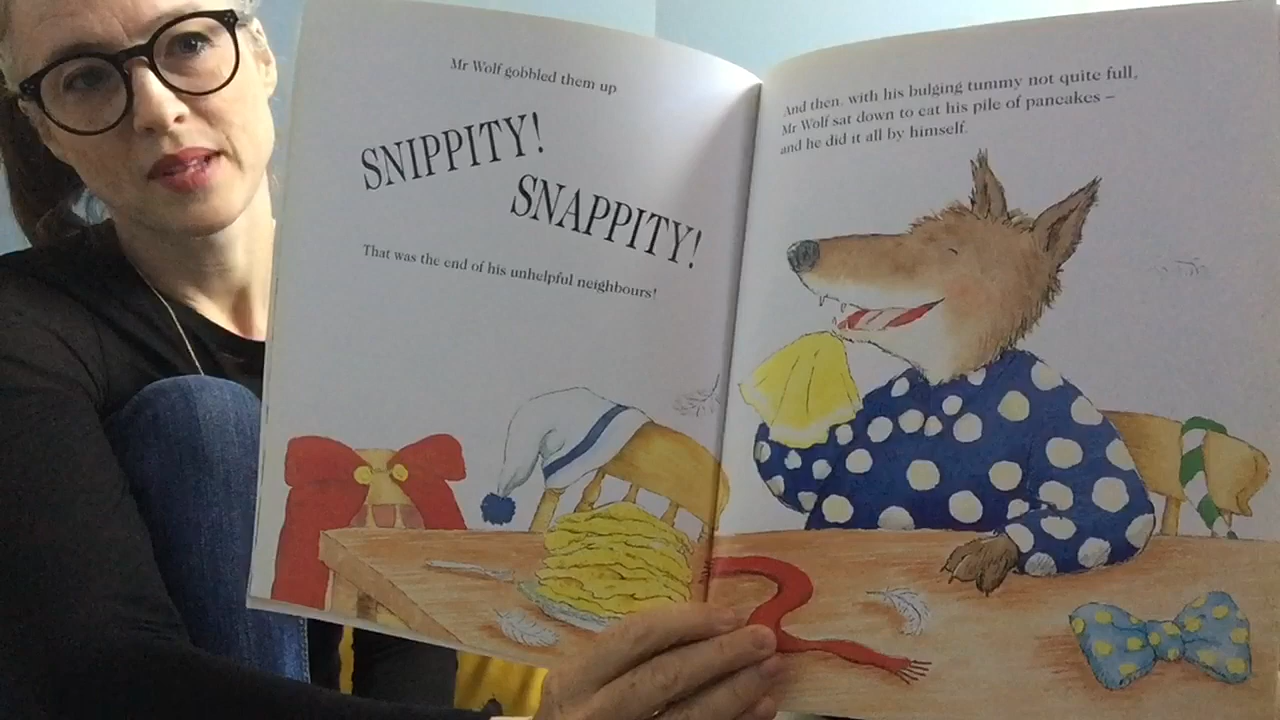 Mr Wolf gobbled them up
SNIPPITY!
SNAPPITY!
That was the end of his unhelpful neighbours!
And then, with his bulging tummy not quite full,
Mr Wolf sat down to eat his pile of pancakes –
and he did it all by himself.